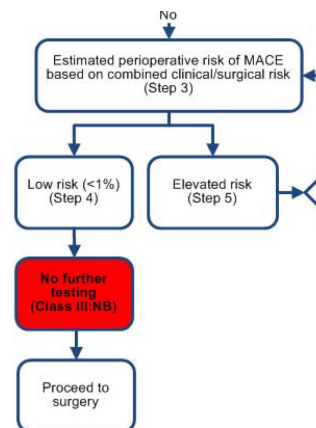 No
Estimated perioperative risk of MACE
based on combined clinical/surgical risk
(Step 3)
Low risk (<1%)
(Step 4)
Elevated risk
(Step 5)
No further
testing
(Class III:NB)
Proceed to
surgery